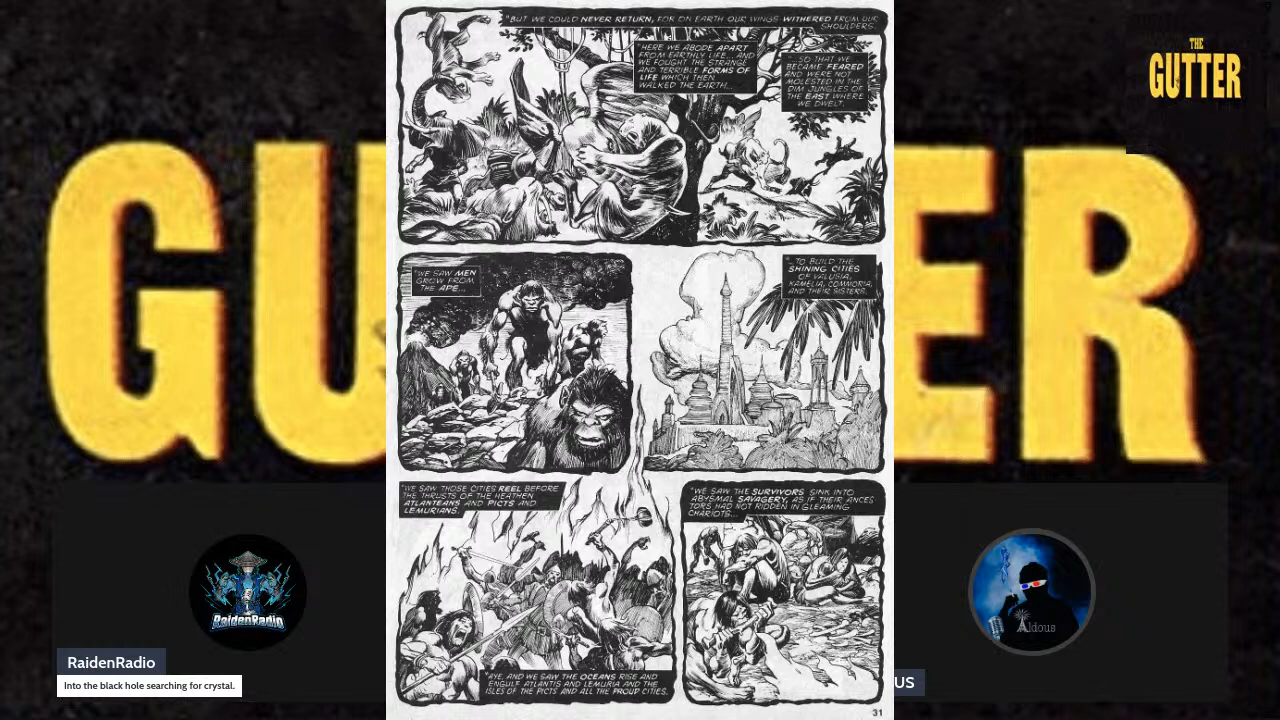 "BUT WE COULD NEVER RETURN, FOR ON EARTH OUR WINGS WITHERED FROM OUR
SHOULDERS.
"HERE WE ABODE APART
FROM EARTHLY LIFE... AND
WE FOUGHT THE STRANGE
AND TERRIBLE FORMS OF
LIFE WHICH THEN
WALKED THE EARTH...
"...SO THAT WE
BECAME FEARED
AND WERE NOT
MOLESTED IN THE
DIM JUNGLES OF
THE EAST WHERE
WE DWELT.
THE
GUTTER
GU
ER
"WE SAW MEN
GROW FROM
THE APE...
"...TO BUILD THE
SHINING CITIES
OF VALUSIA,
KAMELIA, COMMORIA,
AND THEIR SISTERS.
"WE SAW THOSE CITIES REEL BEFORE
THE THRUSTS OF THE HEATHEN
ATLANTEANS AND PICTS AND
LEMURIANS.
"WE SAW THE SURVIVORS SINK INTO
ABYSMAL SAVAGERY, AS IF THEIR ANCES
TORS HAD NOT RIDDEN IN GLEAMING
CHARIOTS...
"AYE, AND WE SAW THE OCEANS RISE AND
ENGULF ATLANTIS AND LEMURIA AND THE
ISLES OF THE PICTS AND ALL THE PROUD CITIES.
31
RaidenRadio
RaidenRadio
Into the black hole searching for crystal.
Aldous
US